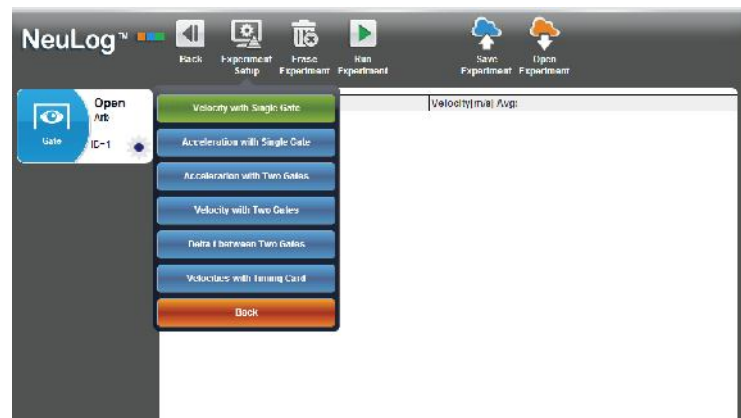 NeuLog™
Back
Experiment
Setup
Erase
Experiment
Run
Experiment
Save
Experiment
Open
Experiment
Gate
Open
Arb
ID-1
Velocity with Single Gate
Acceleration with Single Gate
Acceleration with Two Gates
Velocity with Two Gates
Delta t between Two Gates
Velocities with Timing Card
Back
Velocity[m/s] Avg: